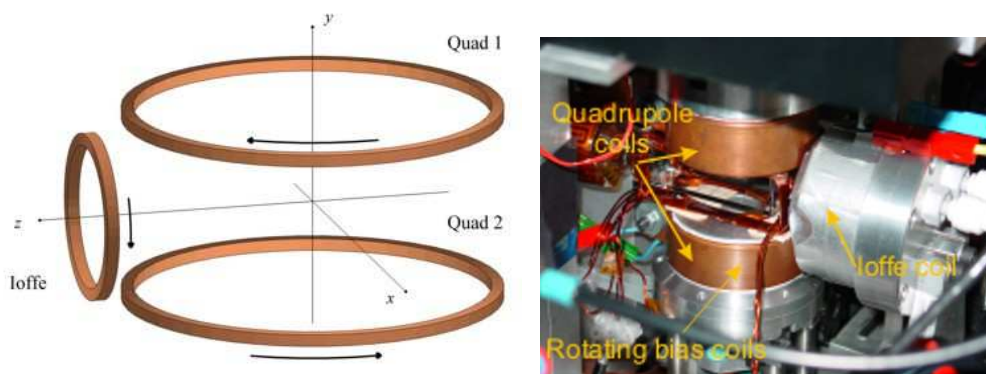 y
Quad 1
z
Quad 2
Ioffe
x
Quadrupole
coils
Ioffe coil
Rotating bias coils